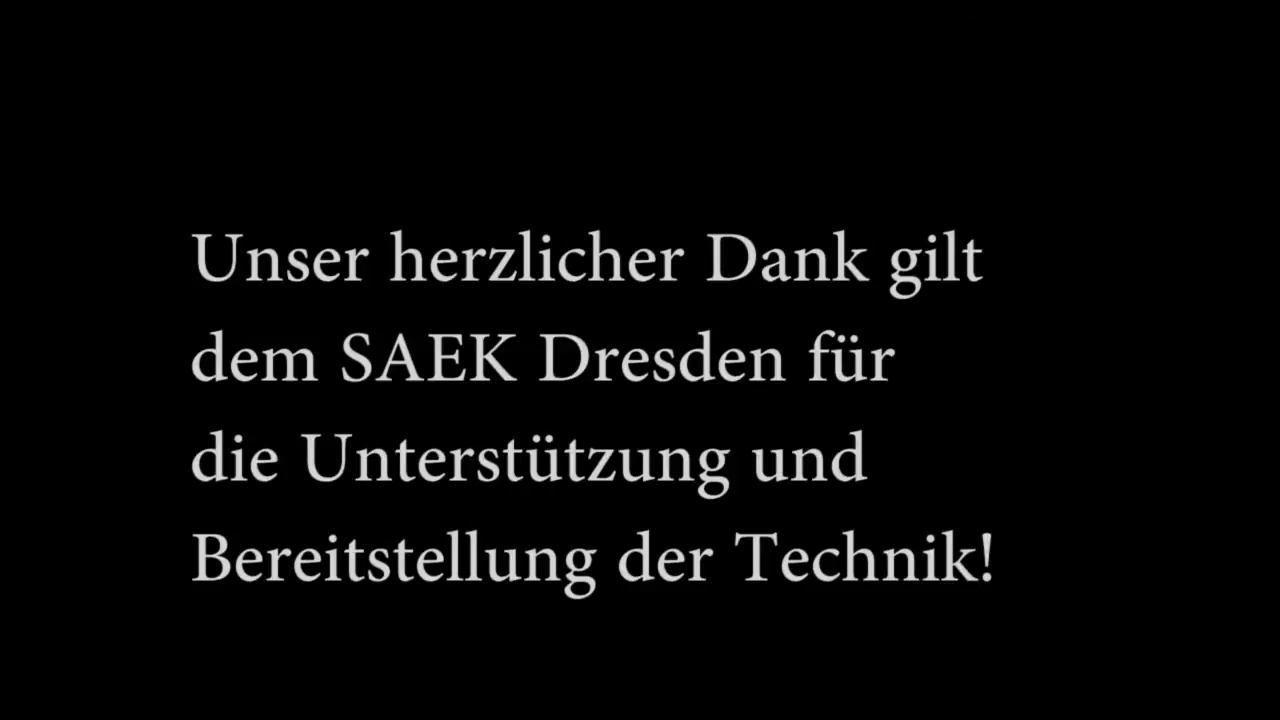 Unser herzlicher Dank gilt
dem SAEK Dresden für
die Unterstützung und
Bereitstellung der Technik!